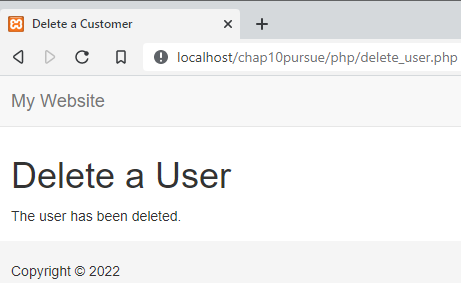 Delete a Customer
localhost/chap10pursue/php/delete_user.php
My Website
Delete a User
The user has been deleted.
Copyright © 2022